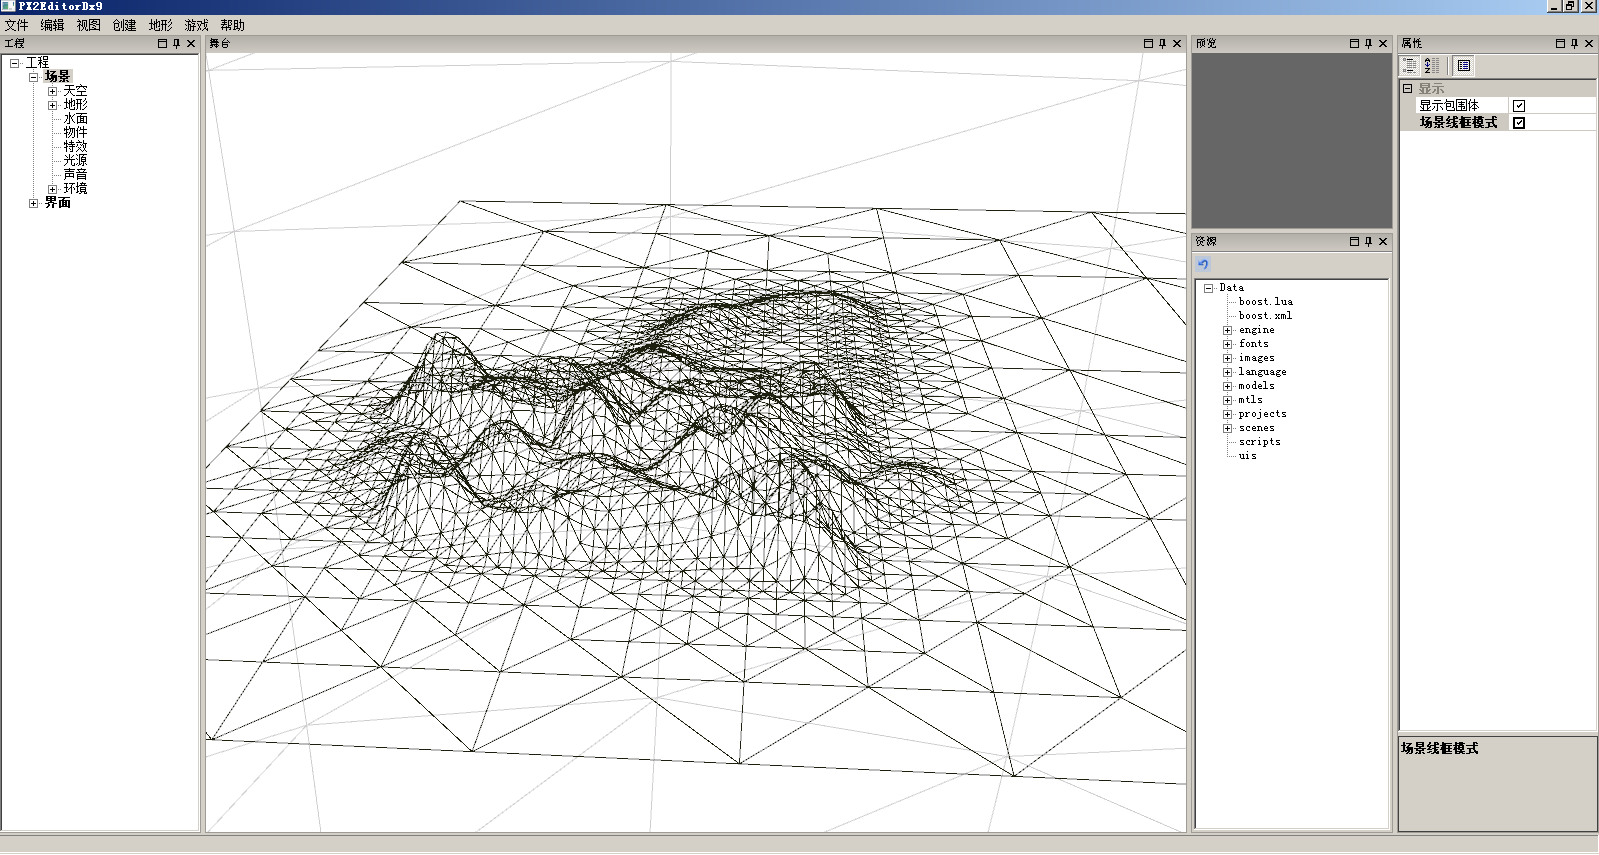 PX2EditorDx9
文件 编辑 视图 创建 地形 游戏 帮助
工程
工程
场景
天空
地形
水面
物件
特效
光源
声音
环境
界面
舞台
预览
资源
Data
boost.lua
boost.xml
engine
fonts
images
language
models
mtls
projects
scenes
scripts
uis
属性
显示
显示包围体
场景线框模式
场景线框模式